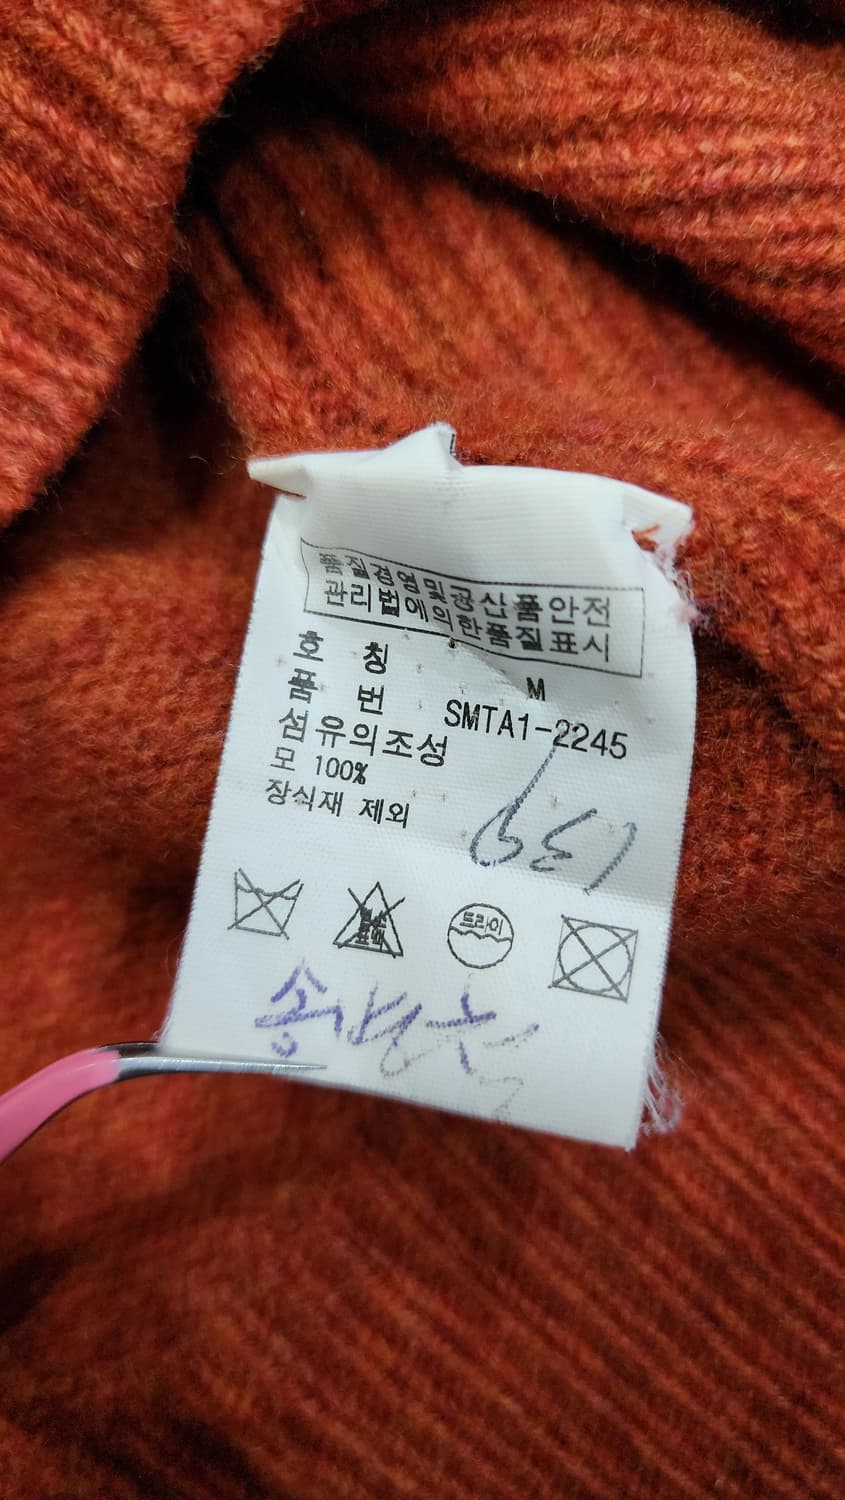 품질경영및공산품안전
관리법에의한품질표시
호 칭 M
품 번 SMTA1-2245
섬유의조성
모 100%
장식재 제외
드라이